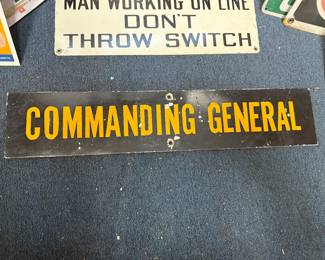 MAN WORKING ON LINE
DON'T
THROW SWITCH
COMMANDING GENERAL